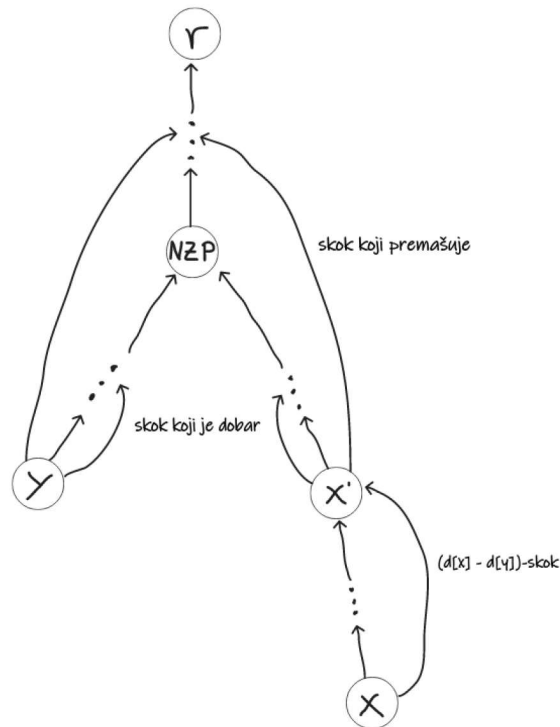 r
NZP
skok koji premašuje
skok koji je dobar
y
x'
(d[x] - d[y])-skok
x